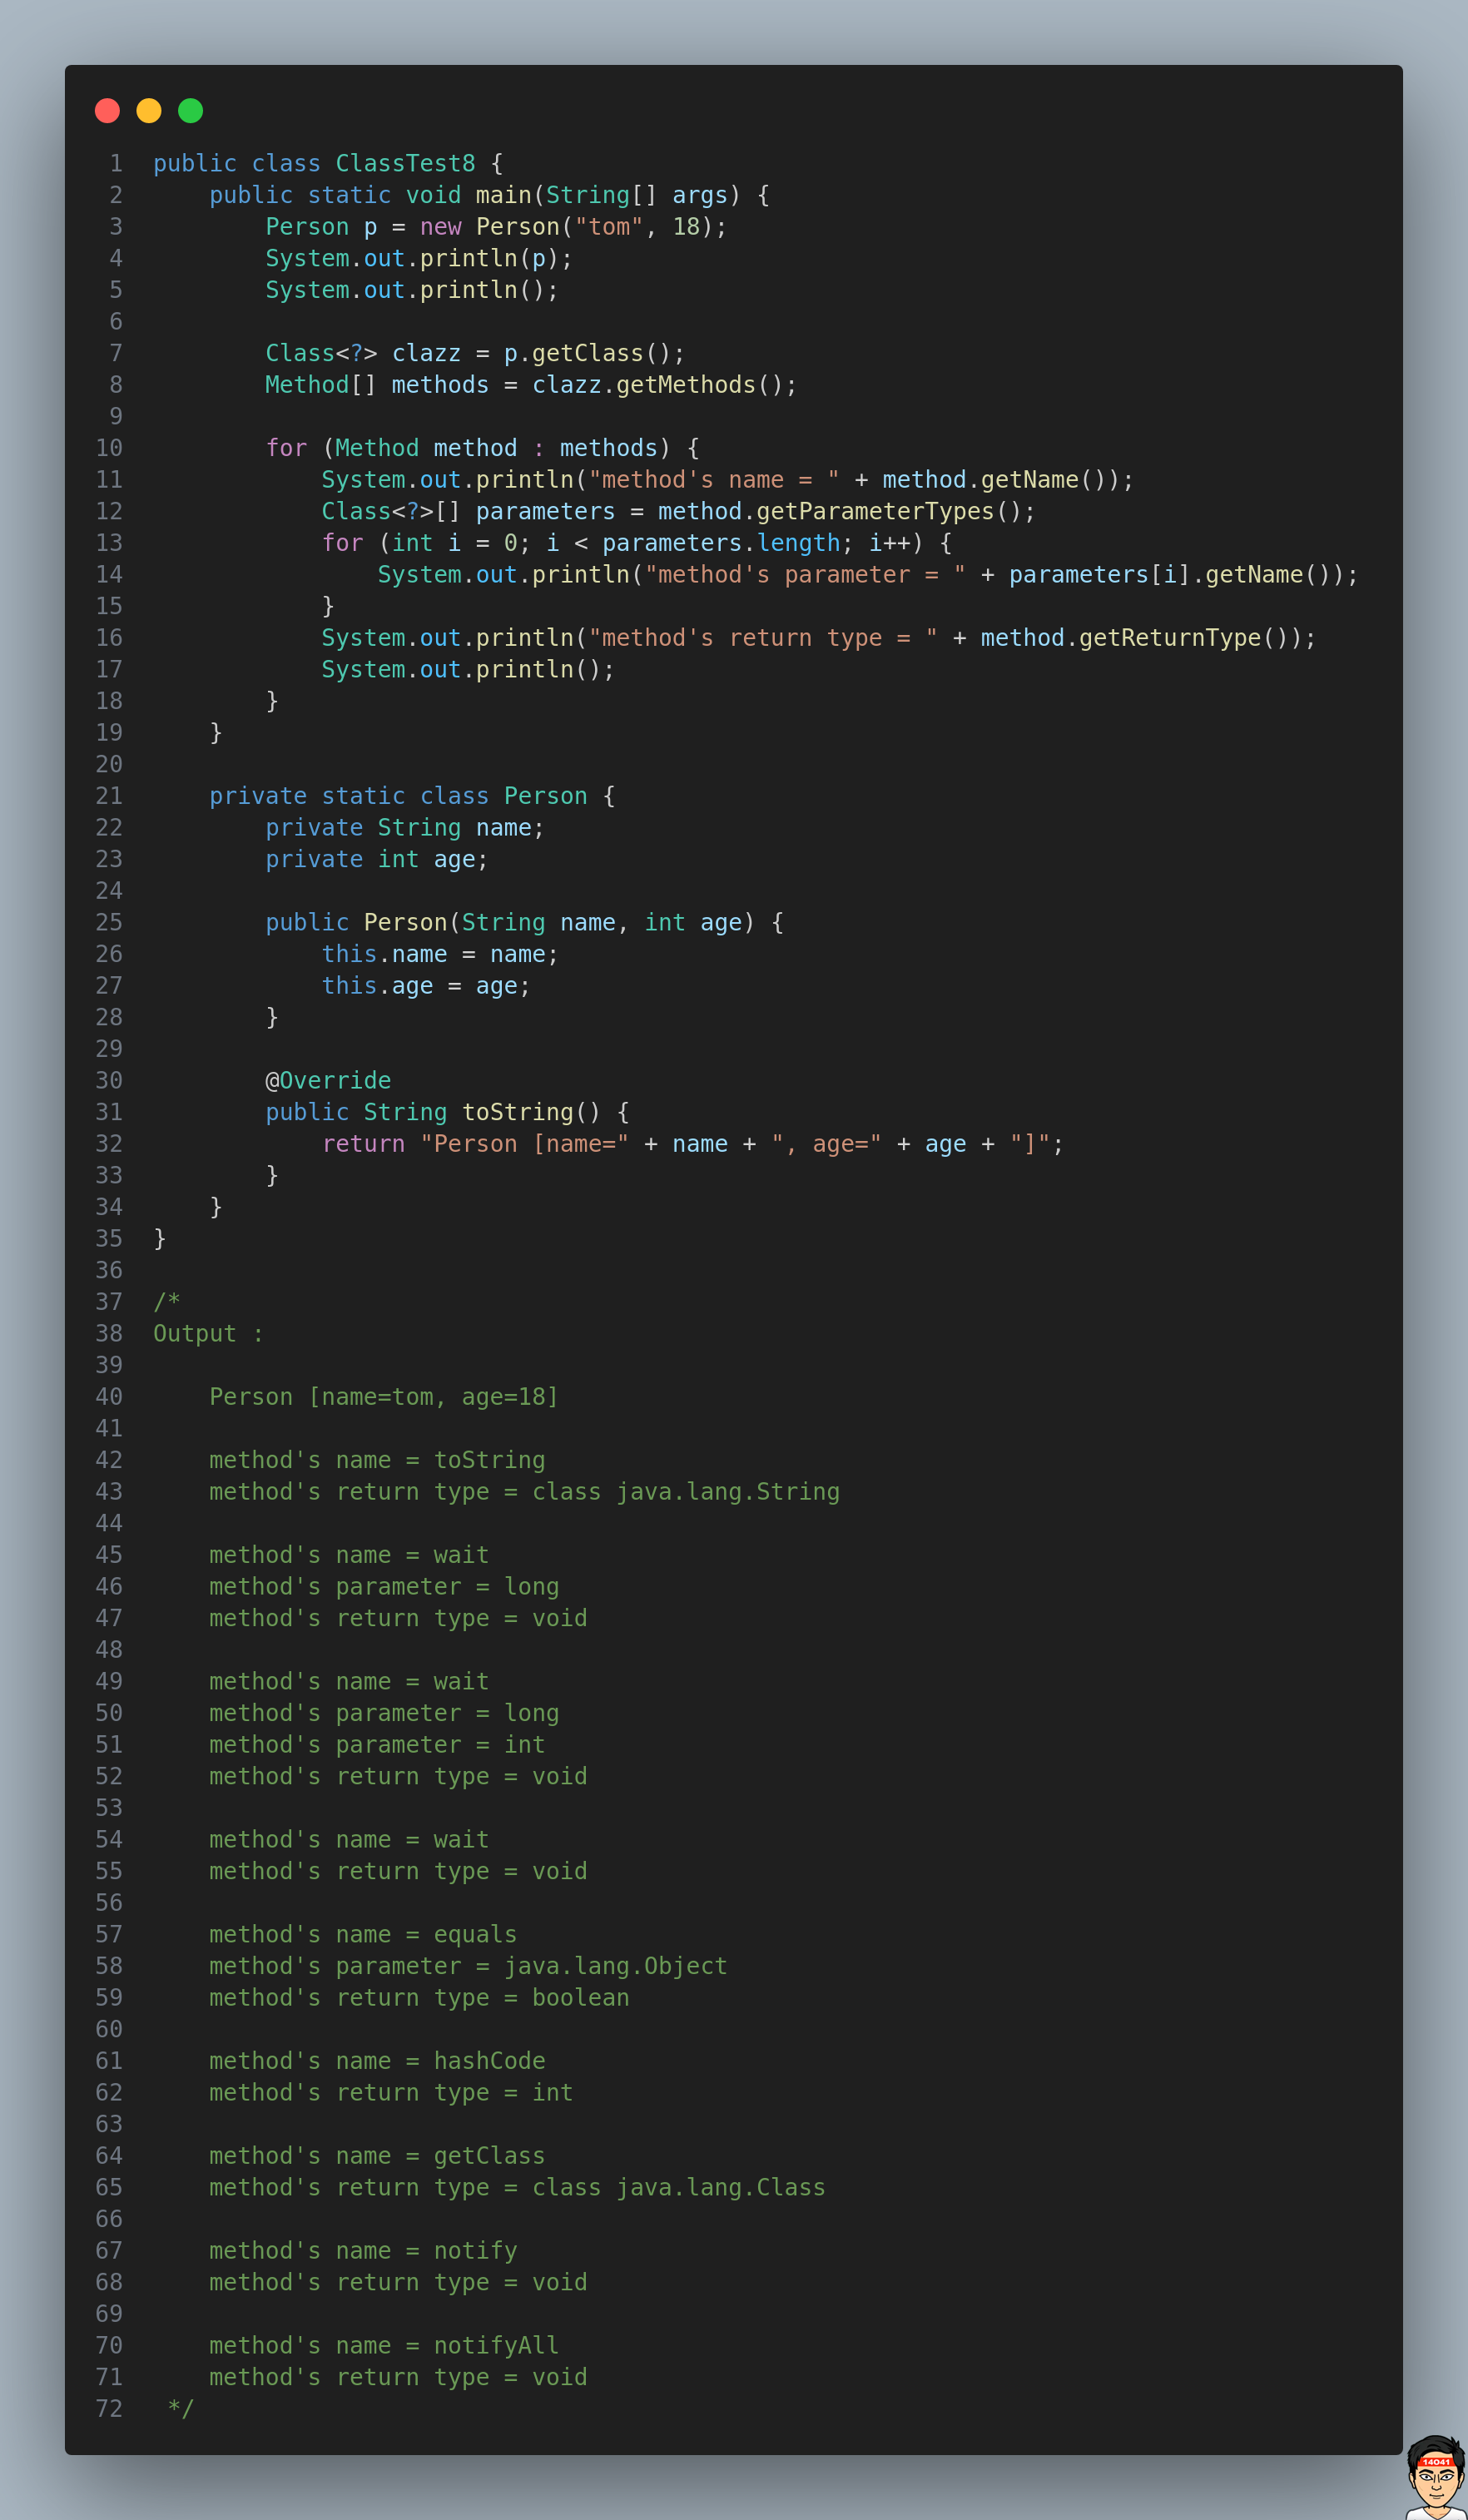 1 public class ClassTest8 {
2     public static void main(String[] args) {
3         Person p = new Person("tom", 18);
4         System.out.println(p);
5         System.out.println();
6
7         Class<?> clazz = p.getClass();
8         Method[] methods = clazz.getMethods();
9
10         for (Method method : methods) {
11             System.out.println("method's name = " + method.getName());
12             Class<?>[] parameters = method.getParameterTypes();
13             for (int i = 0; i < parameters.length; i++) {
14                 System.out.println("method's parameter = " + parameters[i].getName());
15             }
16             System.out.println("method's return type = " + method.getReturnType());
17             System.out.println();
18         }
19     }
20
21     private static class Person {
22         private String name;
23         private int age;
24
25         public Person(String name, int age) {
26             this.name = name;
27             this.age = age;
28         }
29
30         @Override
31         public String toString() {
32             return "Person [name=" + name + ", age=" + age + "]";
33         }
34     }
35 }
36
37 /*
38 Output :
39
40     Person [name=tom, age=18]
41
42     method's name = toString
43     method's return type = class java.lang.String
44
45     method's name = wait
46     method's parameter = long
47     method's return type = void
48
49     method's name = wait
50     method's parameter = long
51     method's parameter = int
52     method's return type = void
53
54     method's name = wait
55     method's return type = void
56
57     method's name = equals
58     method's parameter = java.lang.Object
59     method's return type = boolean
60
61     method's name = hashCode
62     method's return type = int
63
64     method's name = getClass
65     method's return type = class java.lang.Class
66
67     method's name = notify
68     method's return type = void
69
70     method's name = notifyAll
71     method's return type = void
72  */
14041